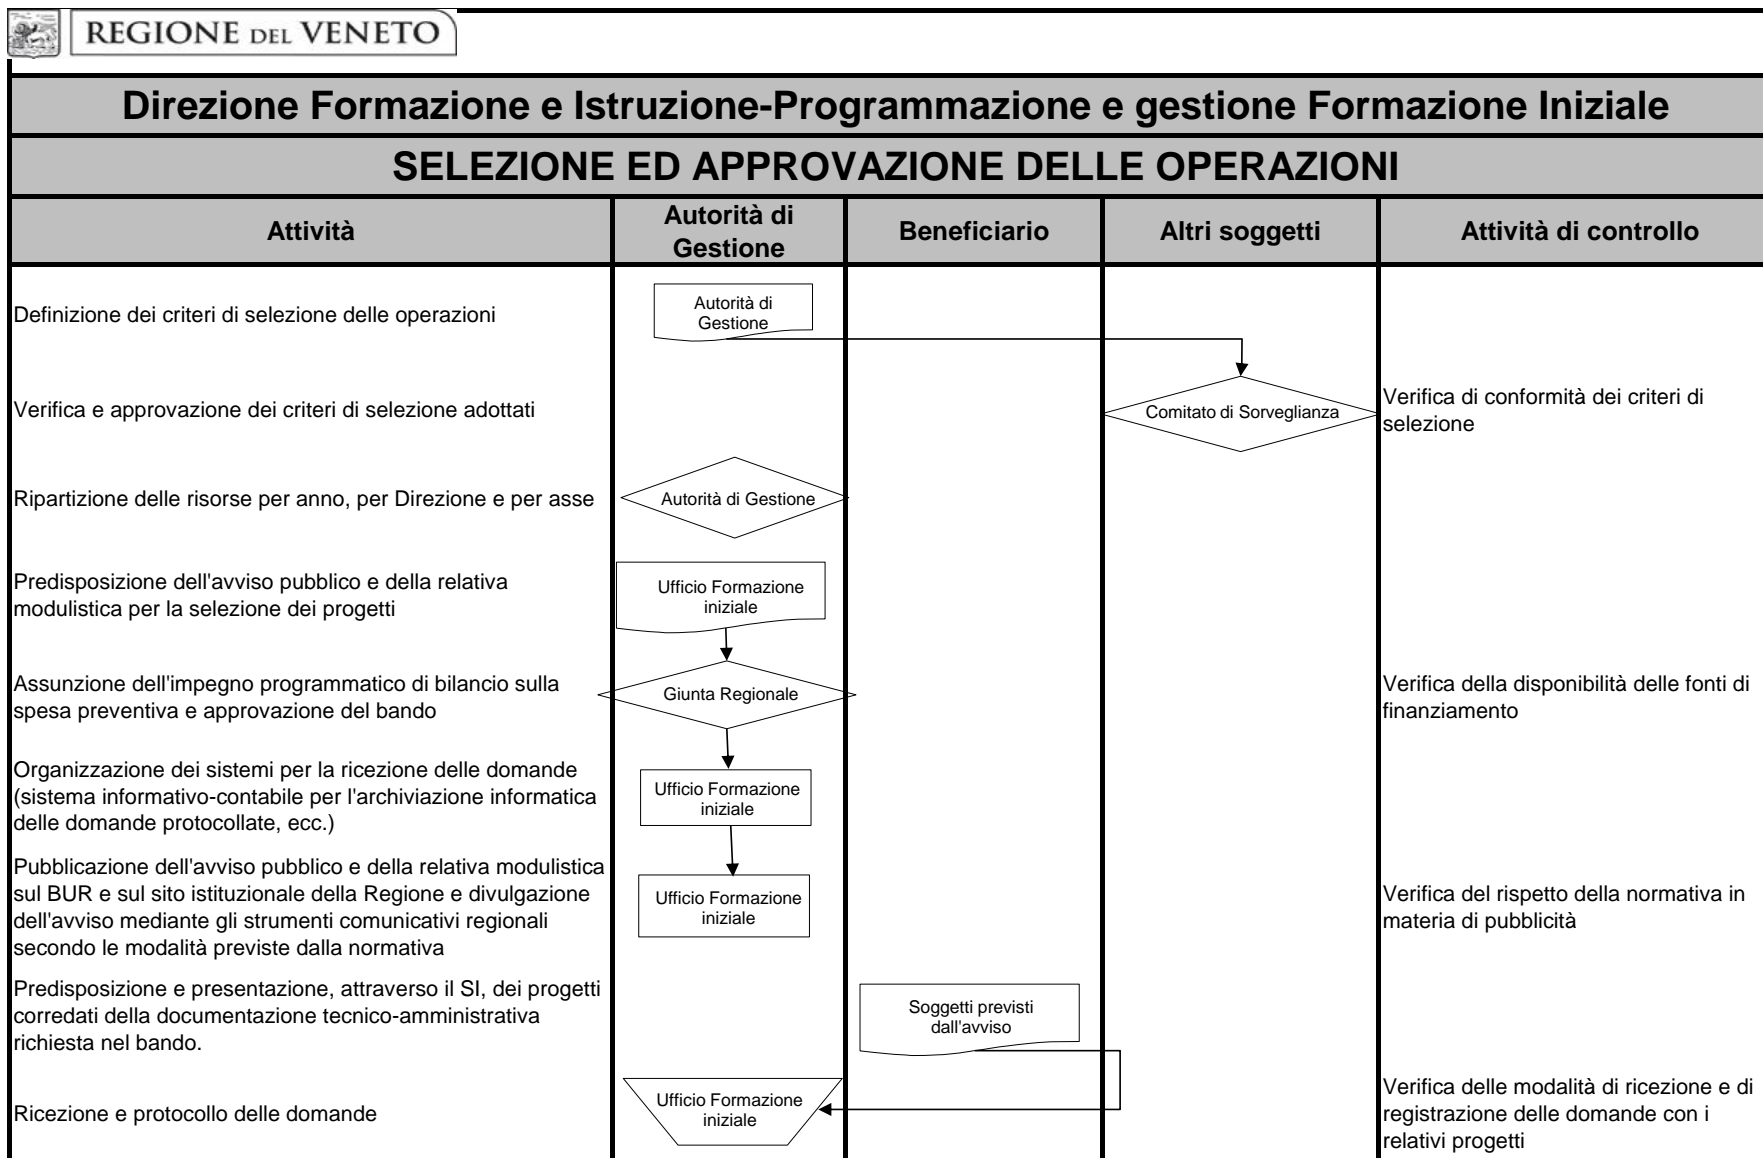 REGIONE DEL VENETO
Direzione Formazione e Istruzione-Programmazione e gestione Formazione Iniziale
SELEZIONE ED APPROVAZIONE DELLE OPERAZIONI
Attività
Autorità di
Gestione
Beneficiario
Altri soggetti
Attività di controllo
Definizione dei criteri di selezione delle operazioni
Autorità di
Gestione
Verifica e approvazione dei criteri di selezione adottati
Comitato di Sorveglianza
Verifica di conformità dei criteri di
selezione
Ripartizione delle risorse per anno, per Direzione e per asse
Autorità di Gestione
Predisposizione dell'avviso pubblico e della relativa
modulistica per la selezione dei progetti
Ufficio Formazione
iniziale
Assunzione dell'impegno programmatico di bilancio sulla
spesa preventiva e approvazione del bando
Giunta Regionale
Verifica della disponibilità delle fonti di
finanziamento
Organizzazione dei sistemi per la ricezione delle domande
(sistema informativo-contabile per l'archiviazione informatica
delle domande protocollate, ecc.)
Ufficio Formazione
iniziale
Pubblicazione dell'avviso pubblico e della relativa modulistica
sul BUR e sul sito istituzionale della Regione e divulgazione
dell'avviso mediante gli strumenti comunicativi regionali
secondo le modalità previste dalla normativa
Ufficio Formazione
iniziale
Verifica del rispetto della normativa in
materia di pubblicità
Predisposizione e presentazione, attraverso il SI, dei progetti
corredati della documentazione tecnico-amministrativa
richiesta nel bando.
Soggetti previsti
dall'avviso
Ricezione e protocollo delle domande
Ufficio Formazione
iniziale
Verifica delle modalità di ricezione e di
registrazione delle domande con i
relativi progetti